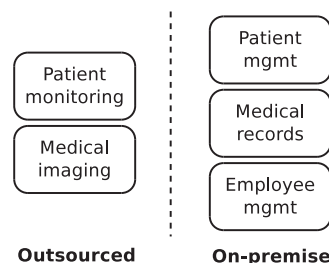 Patient
monitoring
Medical
imaging
Outsourced
Patient
mgmt
Medical
records
Employee
mgmt
On-premise